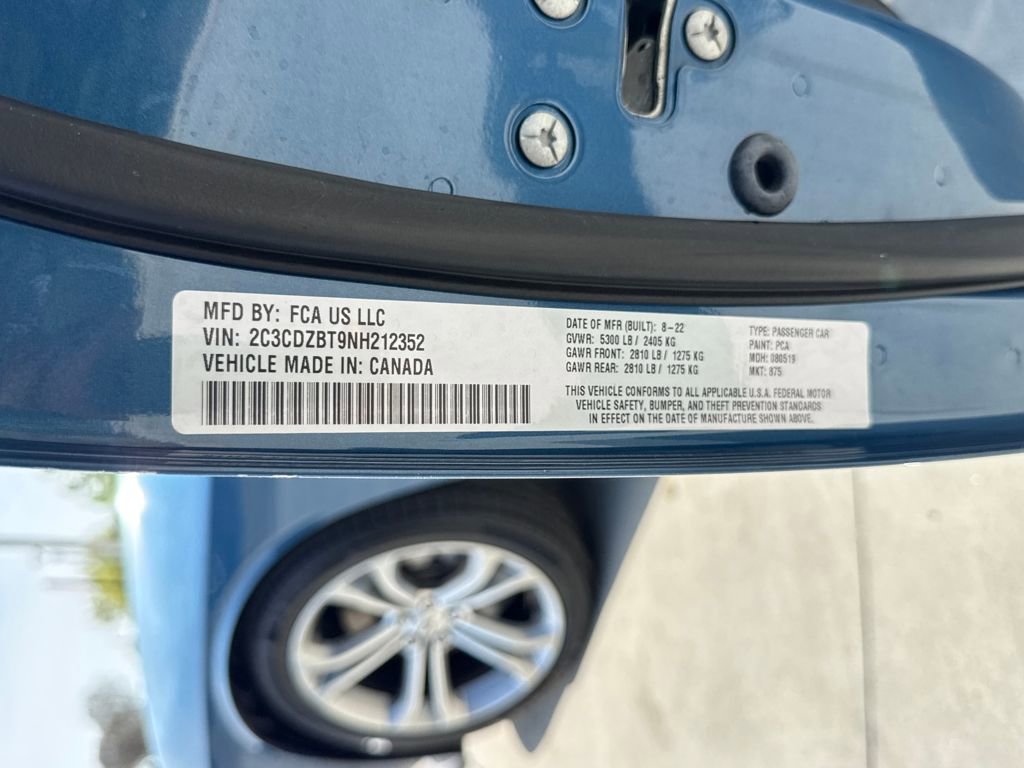 MFD BY: FCA US LLC
VIN: 2C3CDZBT9NH212352
VEHICLE MADE IN: CANADA
DATE OF MFR (BUILT): 8-22
GVWR: 5300 LB / 2405 KG
GAWR FRONT: 2810 LB / 1275 KG
GAWR REAR: 2810 LB / 1275 KG
TYPE: PASSENGER CAR
PAINT: PCA
MDH: 080519
MKT: 875
THIS VEHICLE CONFORMS TO ALL APPLICABLE U.S.A. FEDERAL MOTOR
VEHICLE SAFETY, BUMPER, AND THEFT PREVENTION STANDARDS
IN EFFECT ON THE DATE OF MANUFACTURE SHOWN ABOVE.